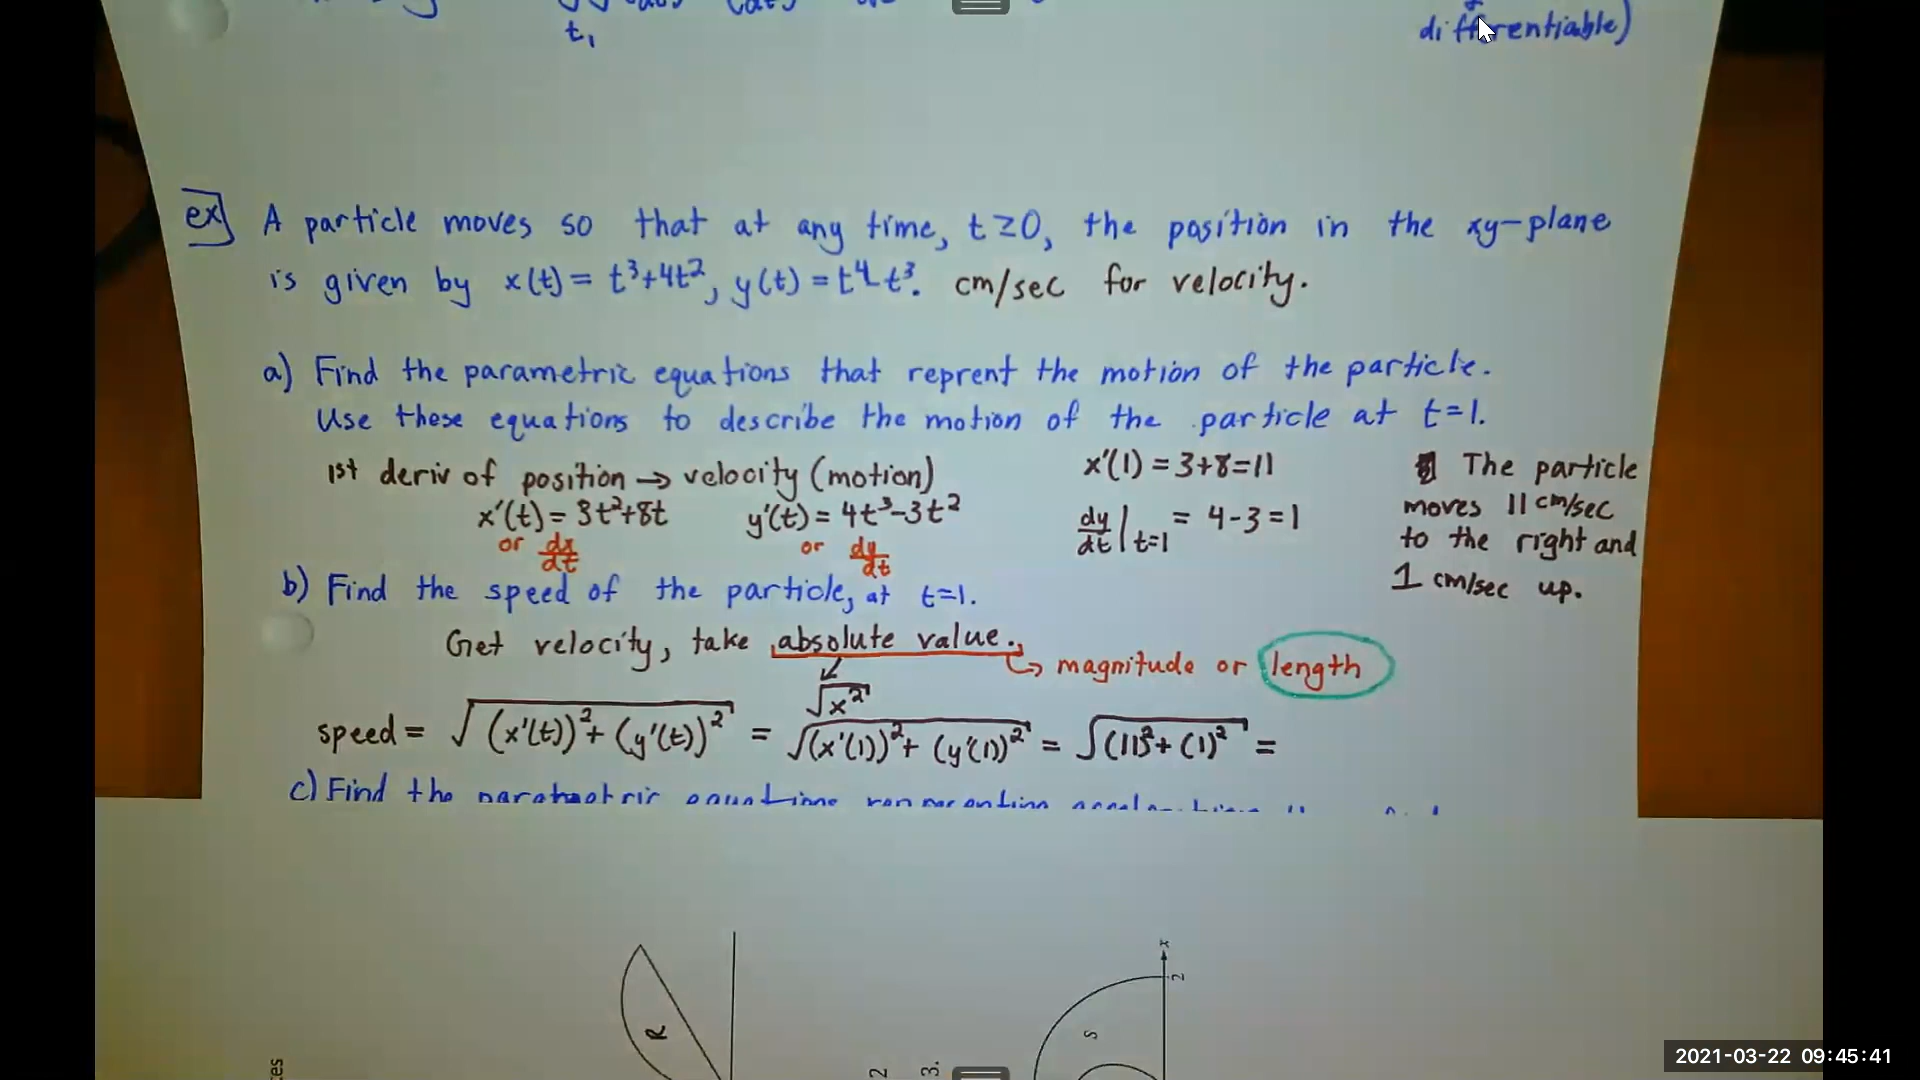 t₁
differentiable)
ex] A particle moves so that at any time, t≥0, the position in the xy-plane
is given by x(t) = t³+4t², y(t) = t⁴-t³. cm/sec for velocity.
a) Find the parametric equations that reprent the motion of the particle.
Use those equations to describe the motion of the particle at t=1.
1st deriv of position → velocity (motion)
x'(t) = 3t²+8t y'(t) = 4t³-3t²
or dx/dt or dy/dt
x'(1) = 3+8=11
dy/dt |t=1 = 4-3=1
The particle
moves 11 cm/sec
to the right and
1 cm/sec up.
b) Find the speed of the particle, at t=1.
Get velocity, take absolute value. ↳ magnitude or length
√x²
speed = √(x'(t))²+(y'(t))² = √(x'(1))²+(y'(1))² = √(11)²+(1)² =
c) Find the
R
x
2
S
2
3.
es
2021-03-22 09:45:41